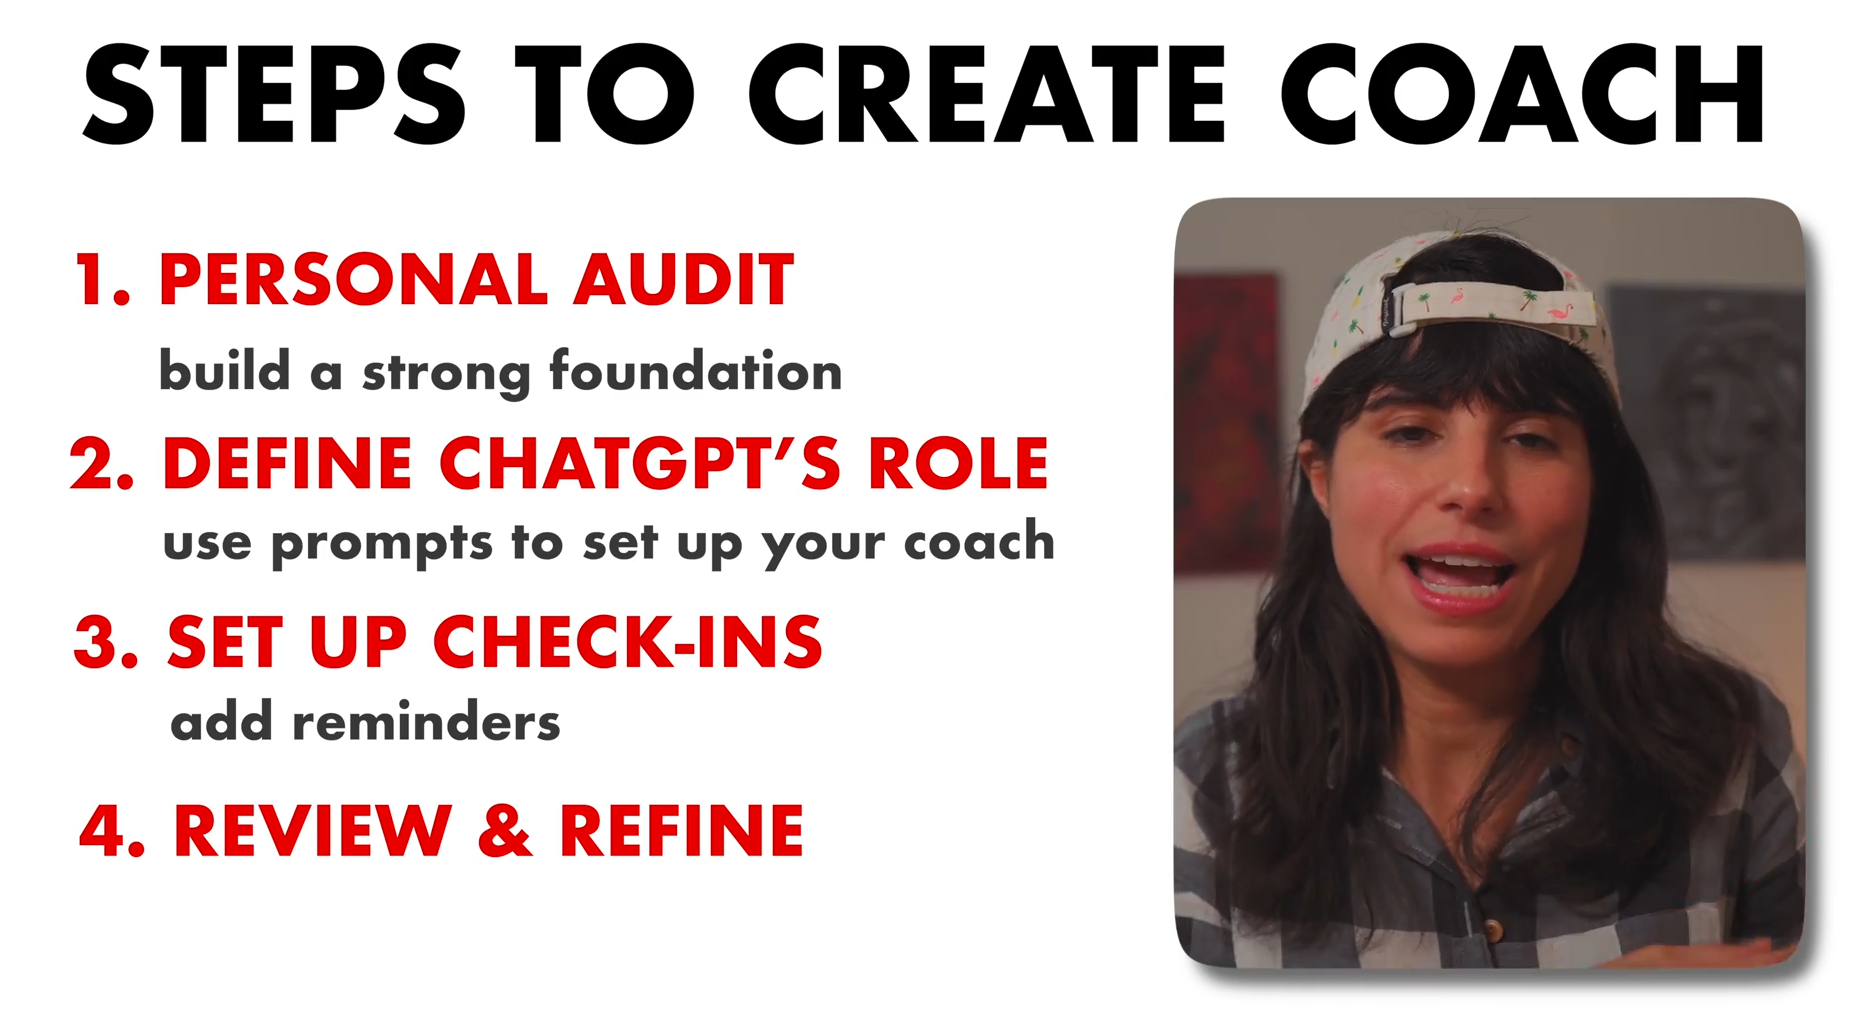 STEPS TO CREATE COACH
1. PERSONAL AUDIT
build a strong foundation
2. DEFINE CHATGPT’S ROLE
use prompts to set up your coach
3. SET UP CHECK-INS
add reminders
4. REVIEW & REFINE